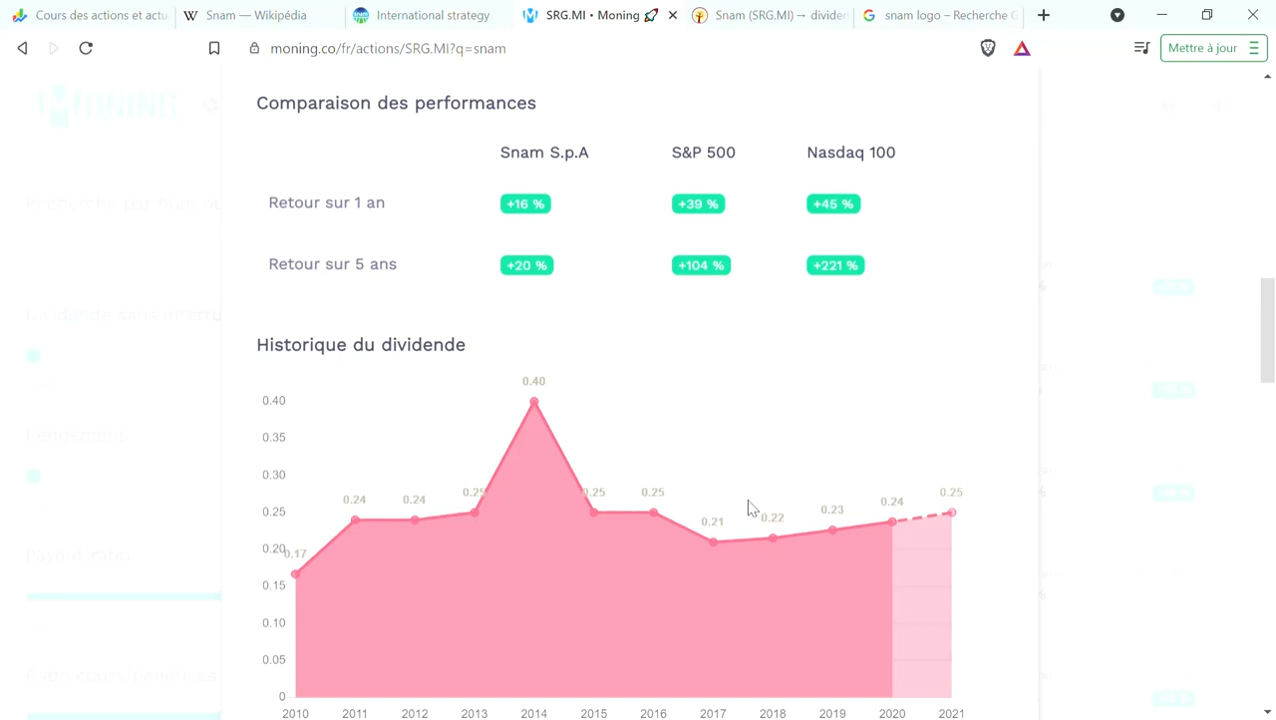 Cours des actions et actu
Snam — Wikipédia
International strategy
SRG.MI • Moning 🚀
Snam (SRG.MI) → divider
snam logo – Recherche G
moning.co/fr/actions/SRG.MI?q=snam
Mettre à jour
MONING
Comparaison des performances
Snam S.p.A S&P 500 Nasdaq 100
Retour sur 1 an +16 % +39 % +45 %
Retour sur 5 ans +20 % +104 % +221 %
Historique du dividende
Rendement
Payout ratio
0.40
0.35
0.30
0.25
0.20
0.15
0.10
0.05
0
0.17 0.24 0.24 0.25 0.40 0.25 0.25 0.21 0.22 0.23 0.24 0.25
2010 2011 2012 2013 2014 2015 2016 2017 2018 2019 2020 2021